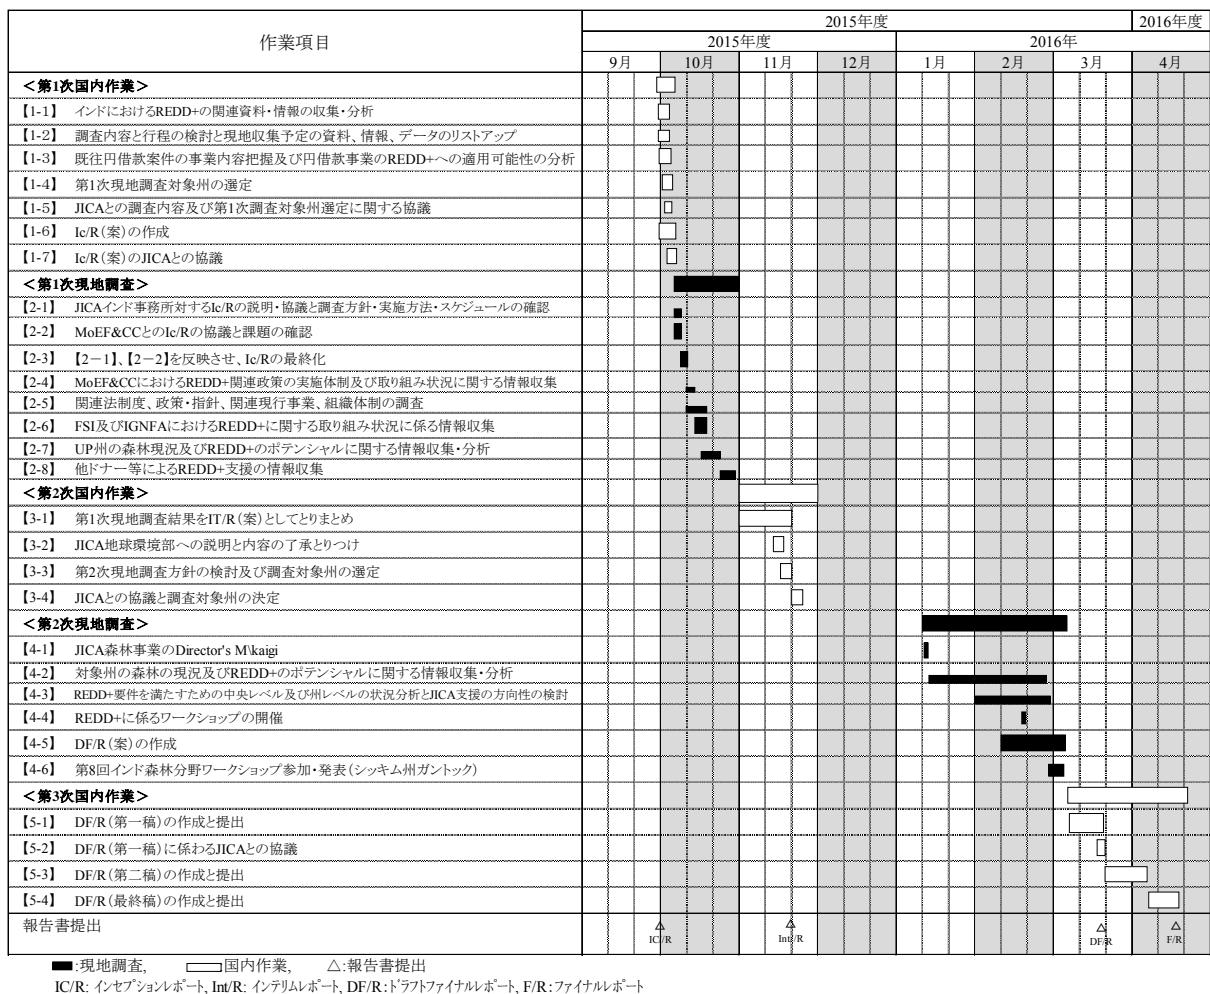 2015年度 2016年度
作業項目 2015年度 2016年
9月 10月 11月 12月 1月 2月 3月 4月
＜第1次国内作業＞
【1-1】 インドにおけるREDD+の関連資料・情報の収集・分析
【1-2】 調査内容と行程の検討と現地収集予定の資料、情報、データのリストアップ
【1-3】 既往円借款案件の事業内容把握及び円借款事業のREDD+への適用可能性の分析
【1-4】 第1次現地調査対象州の選定
【1-5】 JICAとの調査内容及び第1次調査対象州選定に関する協議
【1-6】 Ic/R（案）の作成
【1-7】 Ic/R（案）のJICAとの協議
＜第1次現地調査＞
【2-1】 JICAインド事務所対するIc/Rの説明・協議と調査方針・実施方法・スケジュールの確認
【2-2】 MoEF&CCとのIc/Rの協議と課題の確認
【2-3】 【2－1】、【2－2】を反映させ、Ic/Rの最終化
【2-4】 MoEF&CCにおけるREDD+関連政策の実施体制及び取り組み状況に関する情報収集
【2-5】 関連法制度、政策・指針、関連現行事業、組織体制の調査
【2-6】 FSI及びIGNFAにおけるREDD+に関する取り組み状況に係る情報収集
【2-7】 UP州の森林現況及びREDD+のポテンシャルに関する情報収集・分析
【2-8】 他ドナー等によるREDD+支援の情報収集
＜第2次国内作業＞
【3-1】 第1次現地調査結果をIT/R（案）としてとりまとめ
【3-2】 JICA地球環境部への説明と内容の了承とりつけ
【3-3】 第2次現地調査方針の検討及び調査対象州の選定
【3-4】 JICAとの協議と調査対象州の決定
＜第2次現地調査＞
【4-1】 JICA森林事業のDirector's M\kaigi
【4-2】 対象州の森林の現況及びREDD+のポテンシャルに関する情報収集・分析
【4-3】 REDD+要件を満たすための中央レベル及び州レベルの状況分析とJICA支援の方向性の検討
【4-4】 REDD+に係るワークショップの開催
【4-5】 DF/R（案）の作成
【4-6】 第8回インド森林分野ワークショップ参加・発表（シッキム州ガントック）
＜第3次国内作業＞
【5-1】 DF/R（第一稿）の作成と提出
【5-2】 DF/R（第一稿）に係わるJICAとの協議
【5-3】 DF/R（第二稿）の作成と提出
【5-4】 DF/R（最終稿）の作成と提出
報告書提出 △ △ △ △
IC/R Int/R DF/R F/R
:現地調査, :国内作業, △:報告書提出
IC/R: インセプションレポート, Int/R: インテリムレポート, DF/R:ドラフトファイナルレポート, F/R:ファイナルレポート